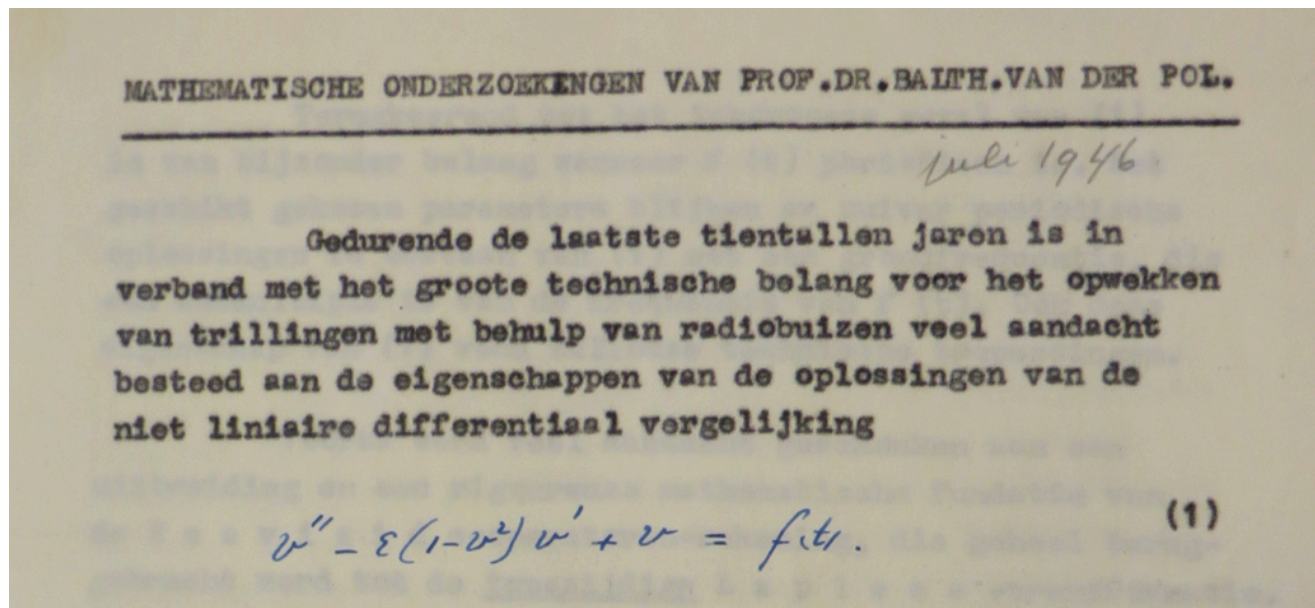 MATHEMATISCHE ONDERZOEKINGEN VAN PROF.DR.BALTH.VAN DER POL.
juli 1946
Gedurende de laatste tientallen jaren is in
verband met het groote technische belang voor het opwekken
van trillingen met behulp van radiobuizen veel aandacht
besteed aan de eigenschappen van de oplossingen van de
niet liniaire differentiaal vergelijking
v″ − ε(1−v²)v′ + v = f(t). (1)